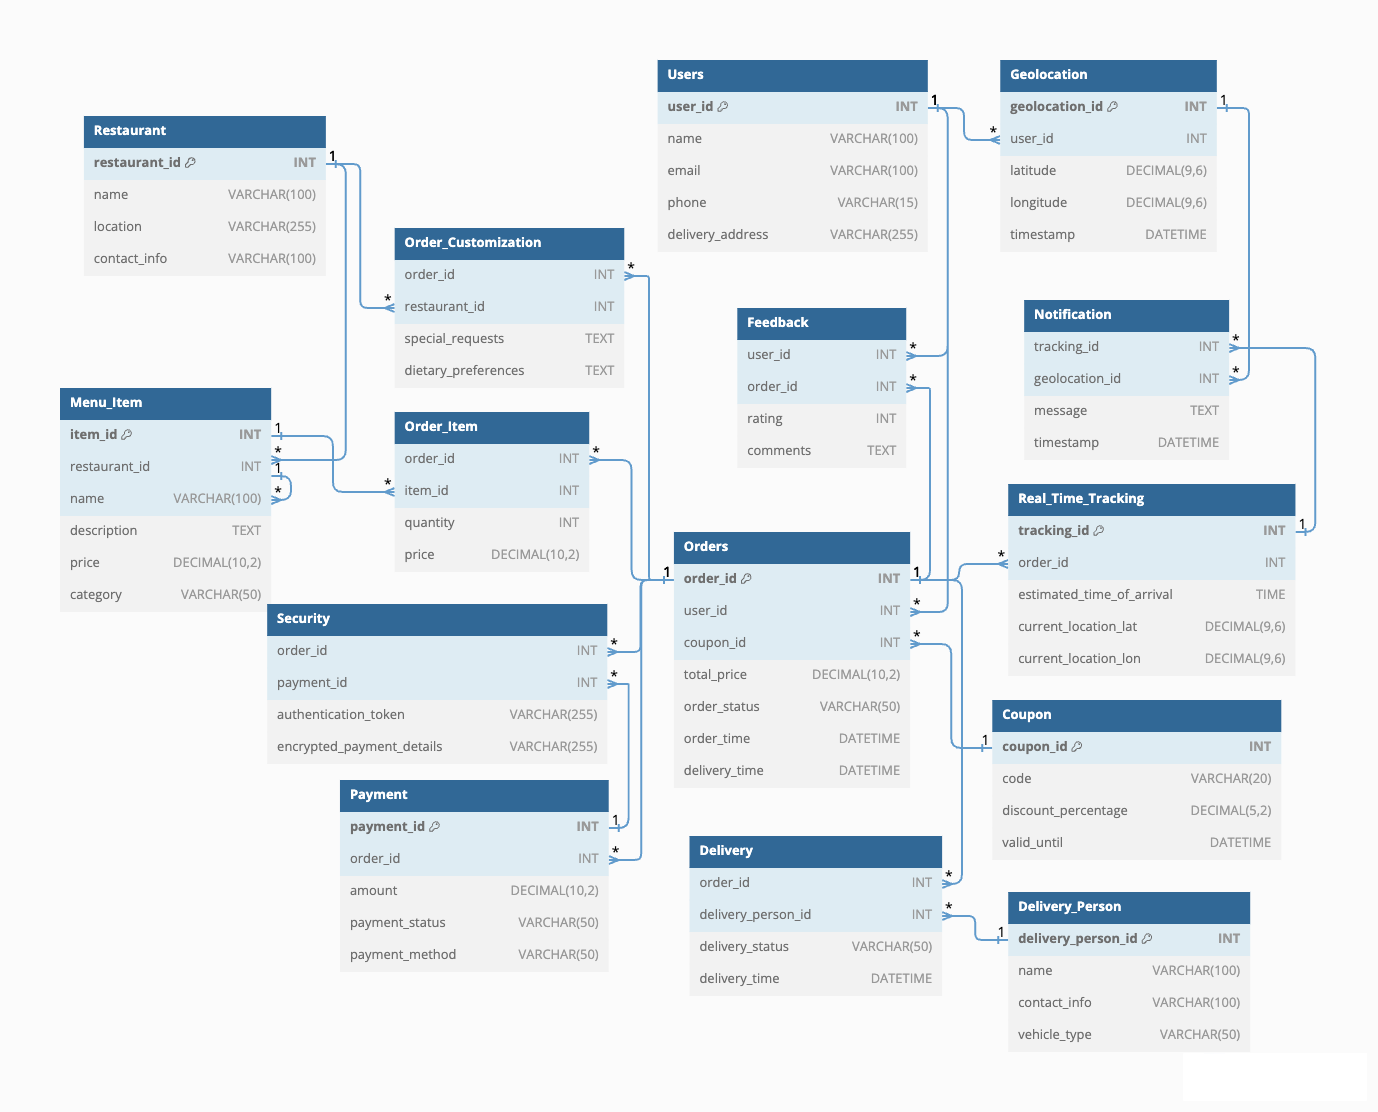 Users
user_id INT
name VARCHAR(100)
email VARCHAR(100)
phone VARCHAR(15)
delivery_address VARCHAR(255)
1
*
Geolocation
geolocation_id INT
user_id INT
latitude DECIMAL(9,6)
longitude DECIMAL(9,6)
timestamp DATETIME
1
Restaurant
restaurant_id INT
name VARCHAR(100)
location VARCHAR(255)
contact_info VARCHAR(100)
1
*
Order_Customization
order_id INT
restaurant_id INT
special_requests TEXT
dietary_preferences TEXT
*
Feedback
user_id INT
order_id INT
rating INT
comments TEXT
*
*
Notification
tracking_id INT
geolocation_id INT
message TEXT
timestamp DATETIME
*
*
Menu_Item
item_id INT
restaurant_id INT
name VARCHAR(100)
description TEXT
price DECIMAL(10,2)
category VARCHAR(50)
1
*
1
*
*
Order_Item
order_id INT
item_id INT
quantity INT
price DECIMAL(10,2)
*
Real_Time_Tracking
tracking_id INT
order_id INT
estimated_time_of_arrival TIME
current_location_lat DECIMAL(9,6)
current_location_lon DECIMAL(9,6)
1
*
1
Orders
order_id INT
user_id INT
coupon_id INT
total_price DECIMAL(10,2)
order_status VARCHAR(50)
order_time DATETIME
delivery_time DATETIME
1
*
*
Security
order_id INT
payment_id INT
authentication_token VARCHAR(255)
encrypted_payment_details VARCHAR(255)
*
*
1
Coupon
coupon_id INT
code VARCHAR(20)
discount_percentage DECIMAL(5,2)
valid_until DATETIME
Payment
payment_id INT
order_id INT
amount DECIMAL(10,2)
payment_status VARCHAR(50)
payment_method VARCHAR(50)
1
*
Delivery
order_id INT
delivery_person_id INT
delivery_status VARCHAR(50)
delivery_time DATETIME
*
*
1
Delivery_Person
delivery_person_id INT
name VARCHAR(100)
contact_info VARCHAR(100)
vehicle_type VARCHAR(50)